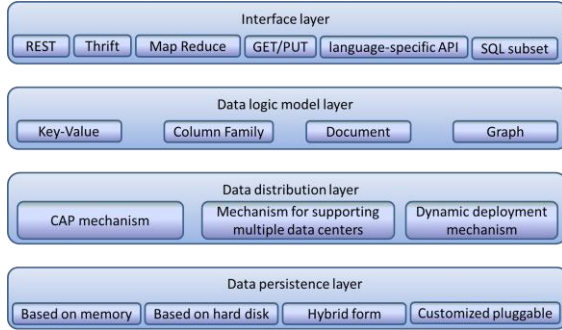 Interface layer
REST Thrift Map Reduce GET/PUT language-specific API SQL subset
Data logic model layer
Key-Value Column Family Document Graph
Data distribution layer
CAP mechanism
Mechanism for supporting
multiple data centers
Dynamic deployment
mechanism
Data persistence layer
Based on memory Based on hard disk Hybrid form Customized pluggable